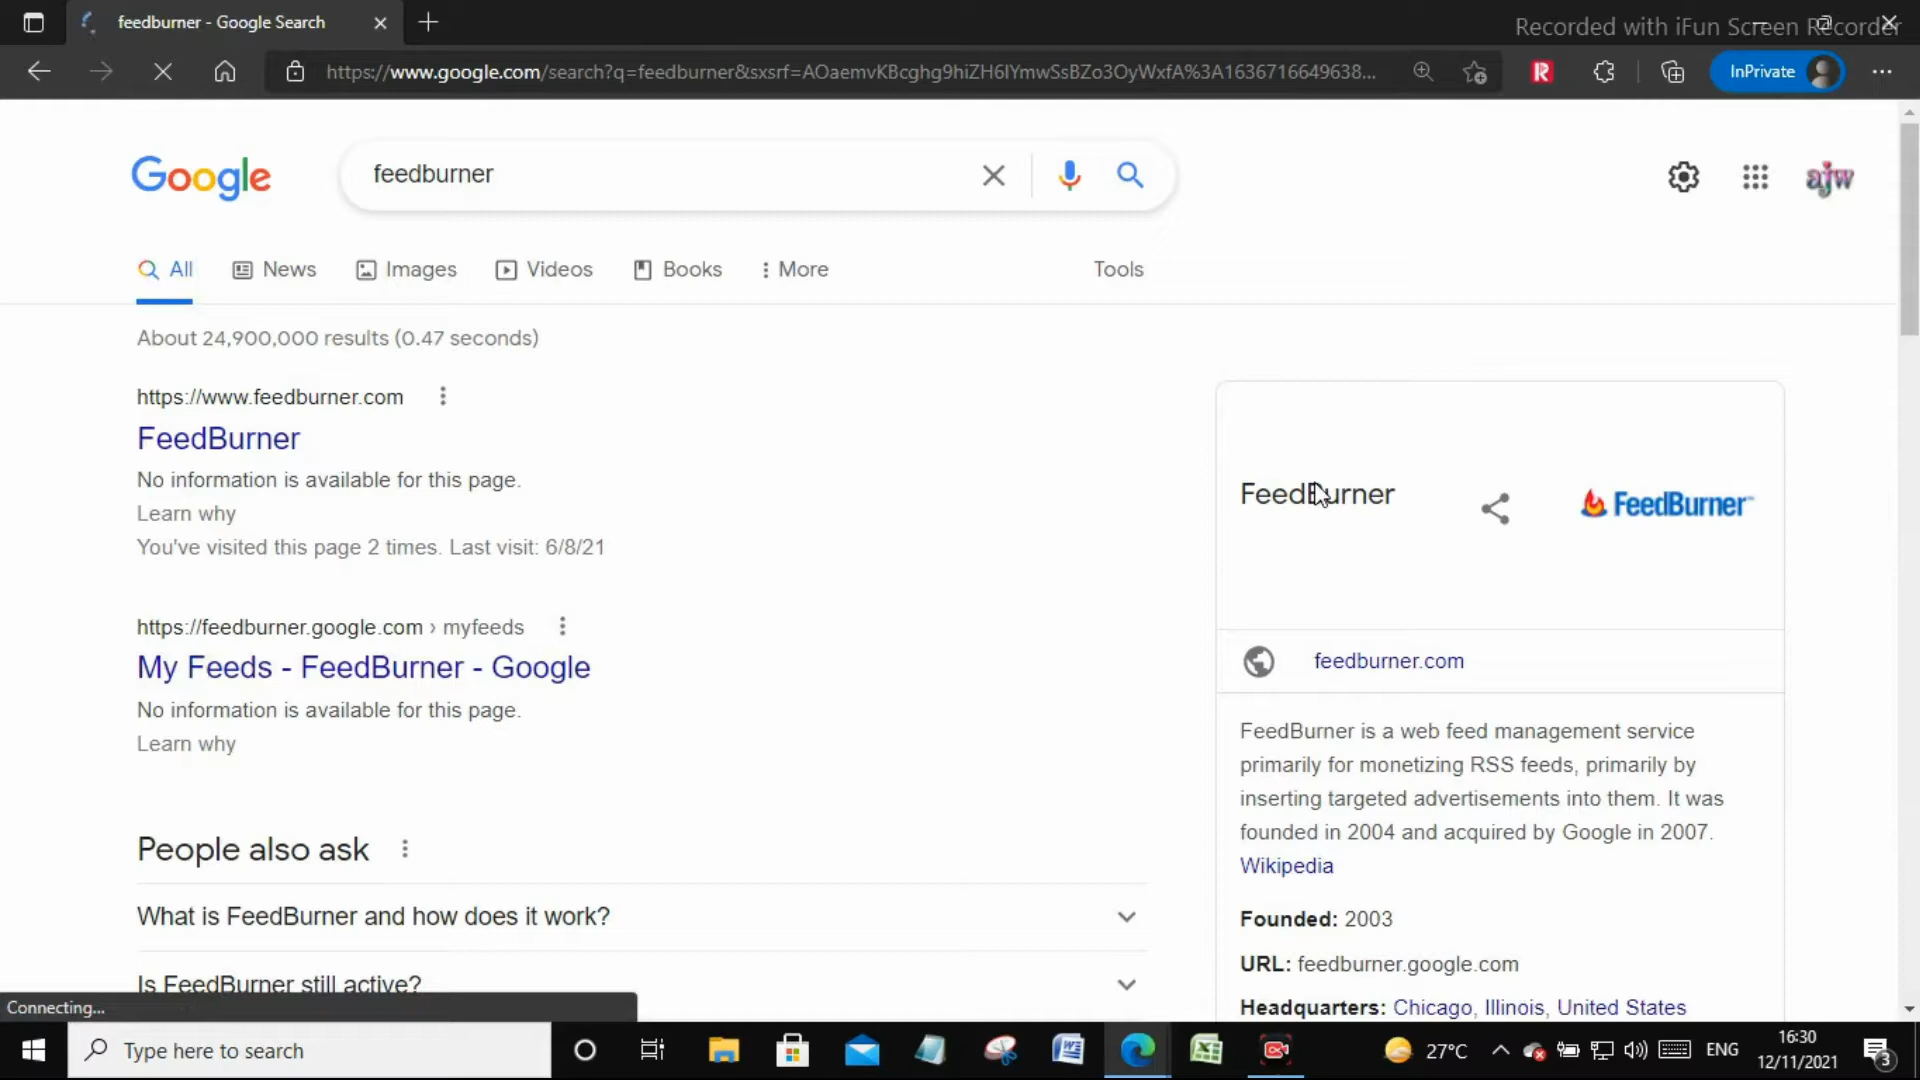 feedburner - Google Search
Recorded with iFun Screen Recorder
https://www.google.com/search?q=feedburner&sxsrf=AOaemvKBcghg9hiZH6IYmwSsBZo3OyWxfA%3A1636716649638...
InPrivate
Google
feedburner
ajw
All
News
Images
Videos
Books
More
Tools
About 24,900,000 results (0.47 seconds)
https://www.feedburner.com
FeedBurner
No information is available for this page.
Learn why
You've visited this page 2 times. Last visit: 6/8/21
https://feedburner.google.com › myfeeds
My Feeds - FeedBurner - Google
No information is available for this page.
Learn why
People also ask
What is FeedBurner and how does it work?
Is FeedBurner still active?
FeedBurner
FeedBurner™
feedburner.com
FeedBurner is a web feed management service
primarily for monetizing RSS feeds, primarily by
inserting targeted advertisements into them. It was
founded in 2004 and acquired by Google in 2007.
Wikipedia
Founded: 2003
URL: feedburner.google.com
Headquarters: Chicago, Illinois, United States
Connecting...
Type here to search
27°C
ENG
16:30
12/11/2021
3